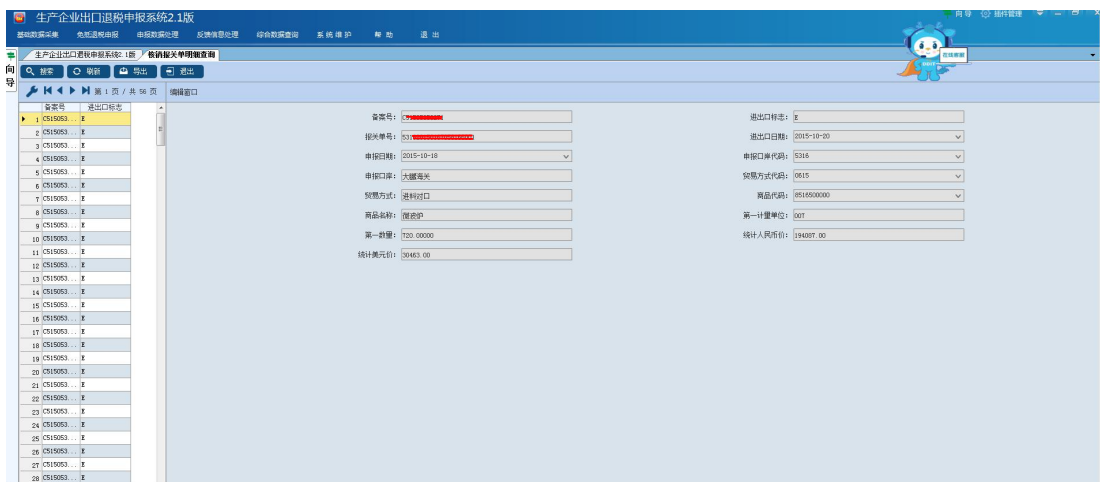 生产企业出口退税申报系统2.1版
向导 插件管理
基础数据采集 免抵退税申报 申报数据处理 反馈信息处理 综合数据查询 系统维护 帮助 退出
在线客服
生产企业出口退税申报系统2.1版 核销报关单明细查询
向导
搜索 刷新 导出 退出
第 1 页 / 共 56 页 编辑窗口
备案号 进出口标志
1 C515053... E
2 C515053... E
3 C515053... E
4 C515053... E
5 C515053... E
6 C515053... E
7 C515053... E
8 C515053... E
9 C515053... E
10 C515053... E
11 C515053... E
12 C515053... E
13 C515053... E
14 C515053... E
15 C515053... E
16 C515053... E
17 C515053... E
18 C515053... E
19 C515053... E
20 C515053... E
21 C515053... E
22 C515053... E
23 C515053... E
24 C515053... E
25 C515053... E
26 C515053... E
27 C515053... E
28 C515053... E
备案号: 进出口标志: E
报关单号: 531 进出口日期: 2015-10-20
申报日期: 2015-10-18 申报口岸代码: 5316
申报口岸: 大鹏海关 贸易方式代码: 0615
贸易方式: 进料对口 商品代码: 8516500000
商品名称: 微波炉 第一计量单位: 007
第一数量: 720.00000 统计人民币价: 194087.00
统计美元价: 30463.00